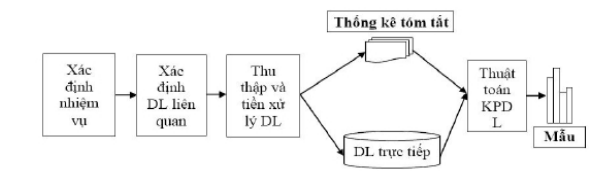 Thống kê tóm tắt
Xác
định
nhiệm
vụ
Xác
định
DL liên
quan
Thu
thập và
tiền xử
lý DL
DL trực tiếp
Thuật
toán
KPD
L
Mẫu